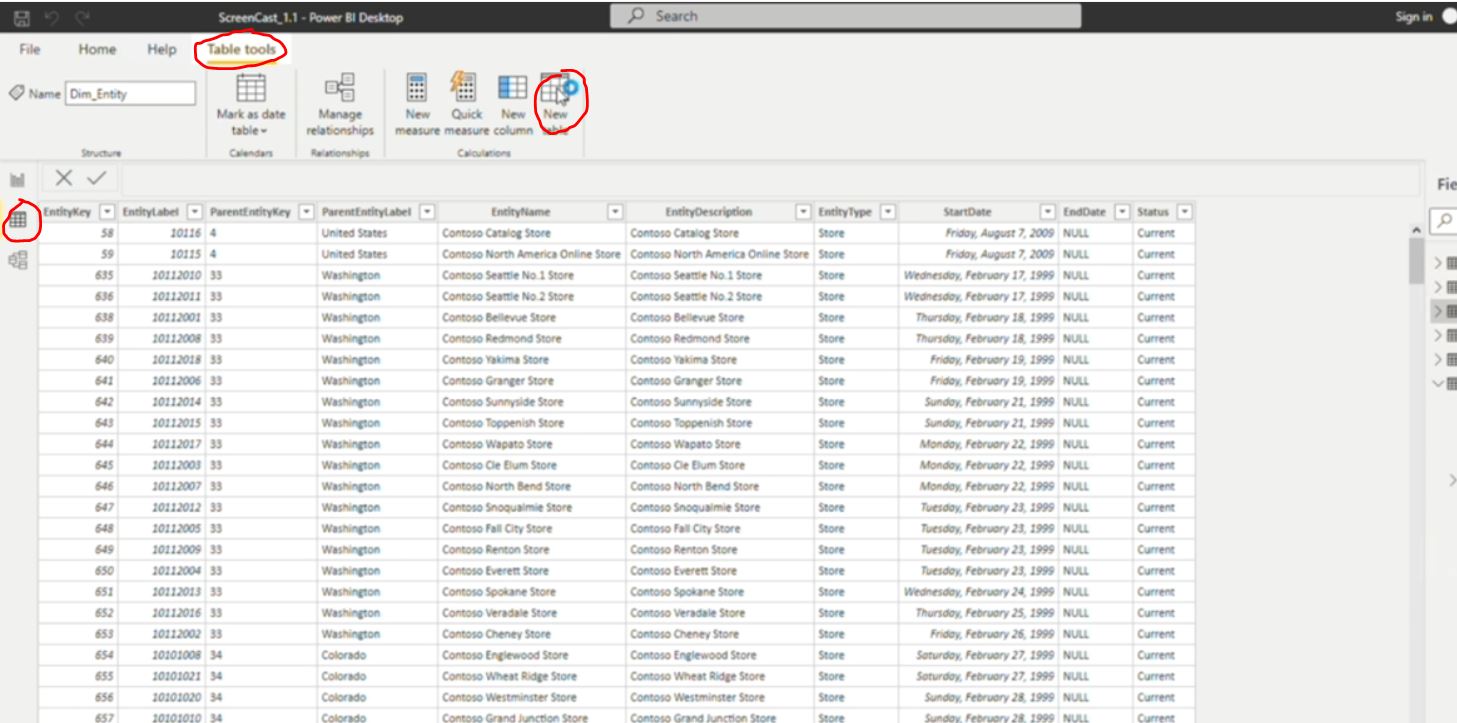 ScreenCast_1.1 - Power BI Desktop Search Sign in
File Home Help Table tools
Name Dim_Entity
Mark as date table
Manage relationships
New measure
Quick measure
New column
New table
Structure Calendars Relationships Calculations
Fie
EntityKey EntityLabel ParentEntityKey ParentEntityLabel EntityName EntityDescription EntityType StartDate EndDate Status
58 10116 4 United States Contoso Catalog Store Contoso Catalog Store Store Friday, August 7, 2009 NULL Current
59 10115 4 United States Contoso North America Online Store Contoso North America Online Store Store Friday, August 7, 2009 NULL Current
635 10112010 33 Washington Contoso Seattle No.1 Store Contoso Seattle No.1 Store Store Wednesday, February 17, 1999 NULL Current
636 10112011 33 Washington Contoso Seattle No.2 Store Contoso Seattle No.2 Store Store Wednesday, February 17, 1999 NULL Current
638 10112001 33 Washington Contoso Bellevue Store Contoso Bellevue Store Store Thursday, February 18, 1999 NULL Current
639 10112008 33 Washington Contoso Redmond Store Contoso Redmond Store Store Thursday, February 18, 1999 NULL Current
640 10112018 33 Washington Contoso Yakima Store Contoso Yakima Store Store Friday, February 19, 1999 NULL Current
641 10112006 33 Washington Contoso Granger Store Contoso Granger Store Store Friday, February 19, 1999 NULL Current
642 10112014 33 Washington Contoso Sunnyside Store Contoso Sunnyside Store Store Sunday, February 21, 1999 NULL Current
643 10112015 33 Washington Contoso Toppenish Store Contoso Toppenish Store Store Sunday, February 21, 1999 NULL Current
644 10112017 33 Washington Contoso Wapato Store Contoso Wapato Store Store Monday, February 22, 1999 NULL Current
645 10112003 33 Washington Contoso Cle Elum Store Contoso Cle Elum Store Store Monday, February 22, 1999 NULL Current
646 10112007 33 Washington Contoso North Bend Store Contoso North Bend Store Store Monday, February 22, 1999 NULL Current
647 10112012 33 Washington Contoso Snoqualmie Store Contoso Snoqualmie Store Store Tuesday, February 23, 1999 NULL Current
648 10112005 33 Washington Contoso Fall City Store Contoso Fall City Store Store Tuesday, February 23, 1999 NULL Current
649 10112009 33 Washington Contoso Renton Store Contoso Renton Store Store Tuesday, February 23, 1999 NULL Current
650 10112004 33 Washington Contoso Everett Store Contoso Everett Store Store Tuesday, February 23, 1999 NULL Current
651 10112013 33 Washington Contoso Spokane Store Contoso Spokane Store Store Wednesday, February 24, 1999 NULL Current
652 10112016 33 Washington Contoso Veradale Store Contoso Veradale Store Store Thursday, February 25, 1999 NULL Current
653 10112002 33 Washington Contoso Cheney Store Contoso Cheney Store Store Friday, February 26, 1999 NULL Current
654 10101008 34 Colorado Contoso Englewood Store Contoso Englewood Store Store Saturday, February 27, 1999 NULL Current
655 10101021 34 Colorado Contoso Wheat Ridge Store Contoso Wheat Ridge Store Store Saturday, February 27, 1999 NULL Current
656 10101020 34 Colorado Contoso Westminster Store Contoso Westminster Store Store Sunday, February 28, 1999 NULL Current
657 10101010 34 Colorado Contoso Grand Junction Store Contoso Grand Junction Store Store Sunday, February 28, 1999 NULL Current